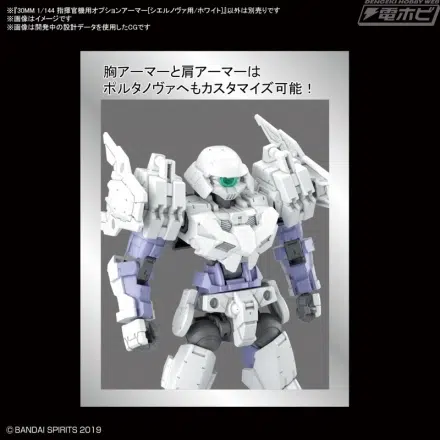 ※『30MM 1/144 指揮官機用オプションアーマー[シエルノヴァ用/ホワイト]』以外は別売りです
※画像はイメージです
※画像は開発中の設計データを使用したCGです
DENGEKI HOBBY WEB
電ホビ
胸アーマーと肩アーマーは
ポルタノヴァへもカスタマイズ可能！
©BANDAI SPIRITS 2019